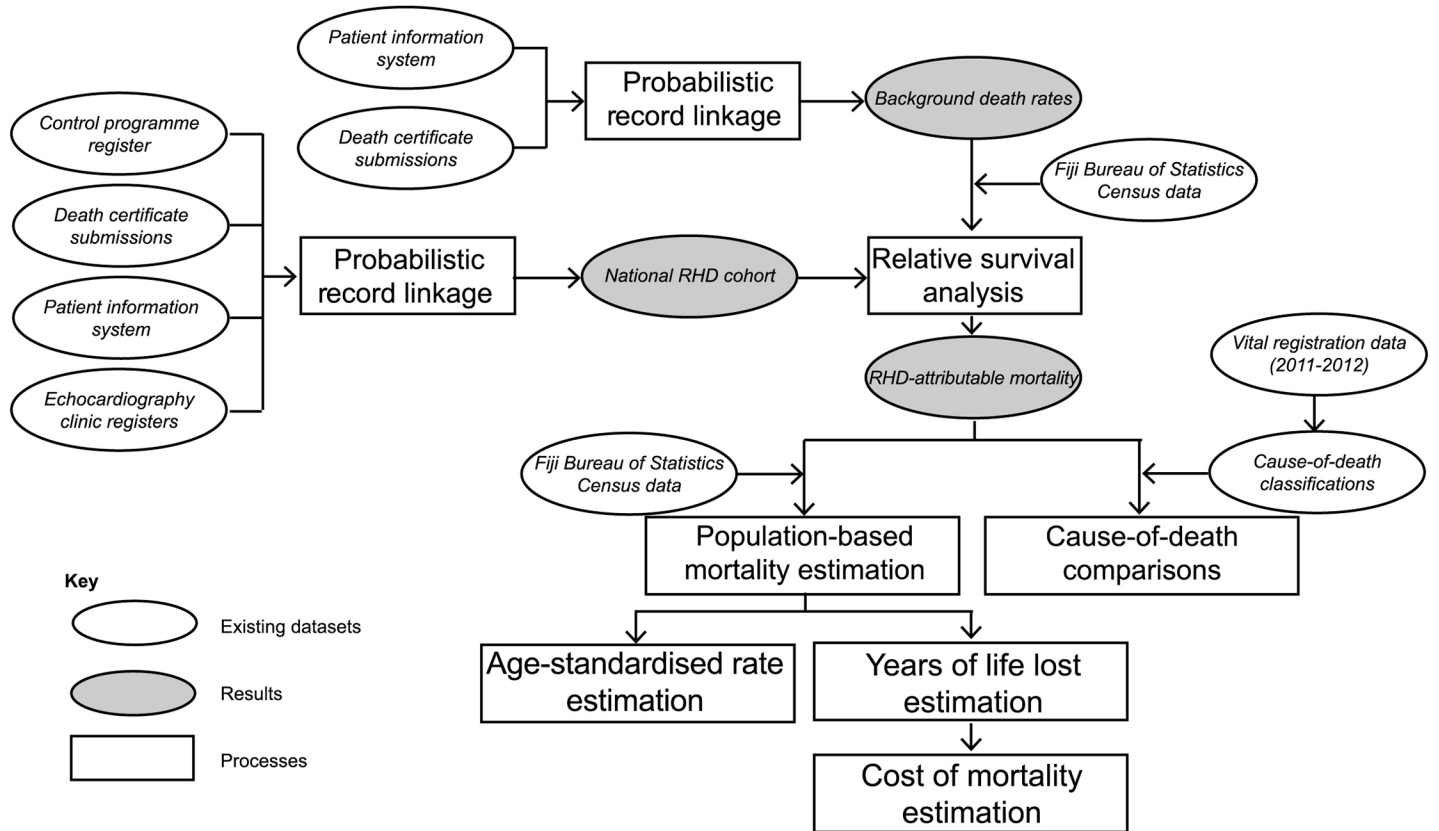 Patient information
system
Death certificate
submissions
Probabilistic
record linkage
Background death rates
Fiji Bureau of Statistics
Census data
Control programme
register
Death certificate
submissions
Patient information
system
Echocardiography
clinic registers
Probabilistic
record linkage
National RHD cohort
Relative survival
analysis
RHD-attributable mortality
Vital registration data
(2011-2012)
Cause-of-death
classifications
Fiji Bureau of Statistics
Census data
Population-based
mortality estimation
Cause-of-death
comparisons
Age-standardised rate
estimation
Years of life lost
estimation
Cost of mortality
estimation
Key
Existing datasets
Results
Processes